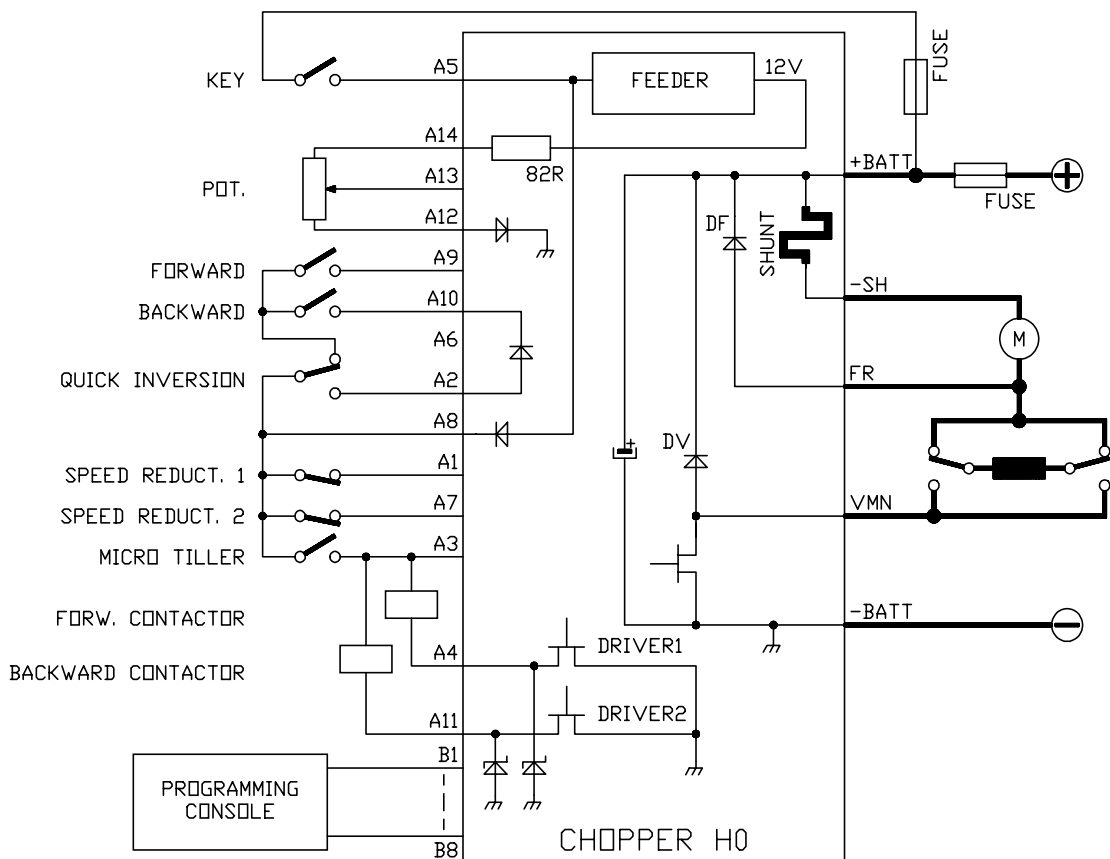 KEY
A5
FEEDER
12V
FUSE
A14
82R
POT.
A13
+BATT
FUSE
A12
DF
SHUNT
FORWARD
A9
-SH
BACKWARD
A10
A6
M
QUICK INVERSION
A2
FR
A8
DV
SPEED REDUCT. 1
A1
SPEED REDUCT. 2
A7
VMN
MICRO TILLER
A3
FORW. CONTACTOR
-BATT
A4
DRIVER1
BACKWARD CONTACTOR
A11
DRIVER2
B1
PROGRAMMING
CONSOLE
B8
CHOPPER H0